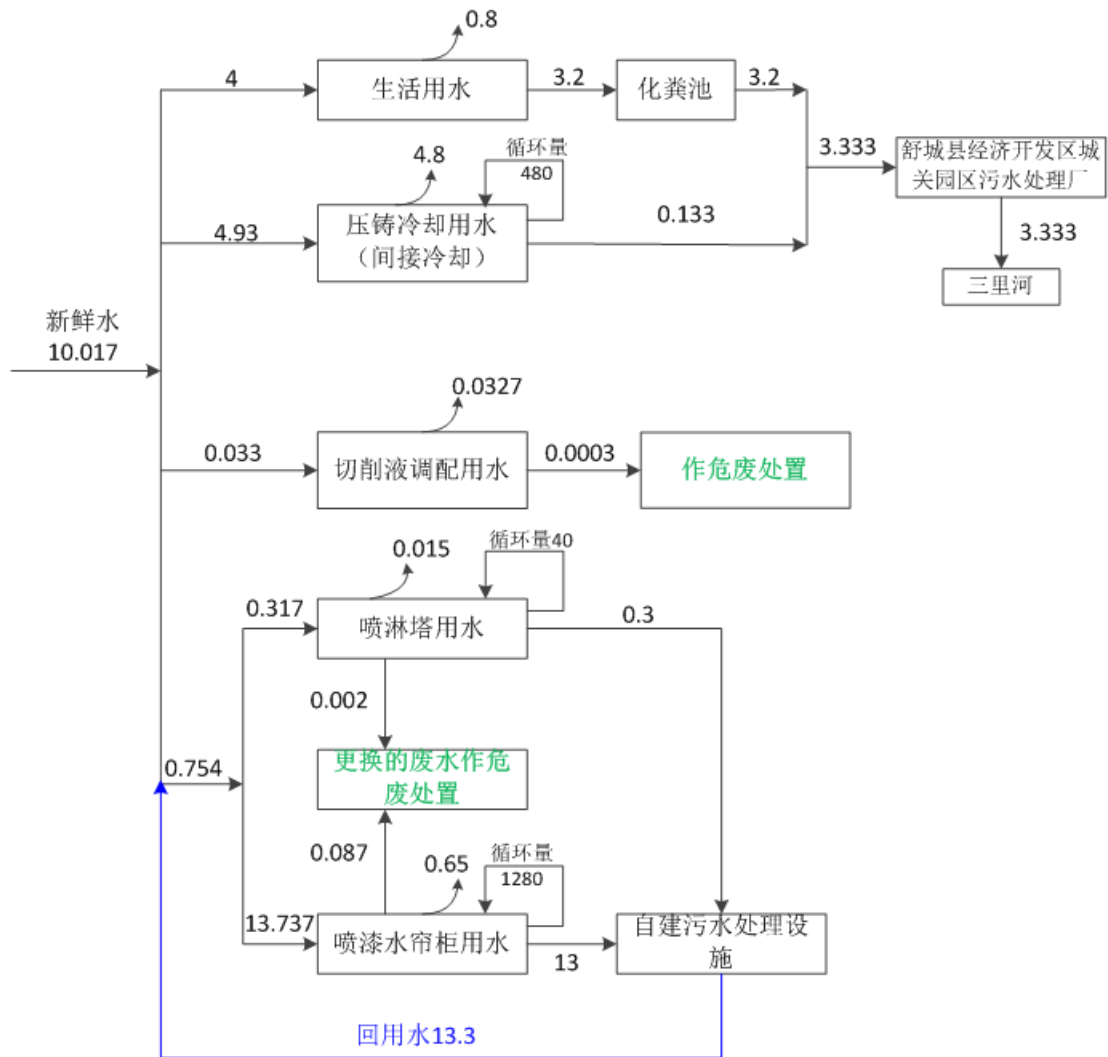 0.8
4
生活用水
3.2
化粪池
3.2
4.8
循环量
480
3.333
舒城县经济开发区城
关园区污水处理厂
4.93
压铸冷却用水
（间接冷却）
0.133
3.333
三里河
新鲜水
10.017
0.0327
0.033
切削液调配用水
0.0003
作危废处置
0.015
循环量40
0.317
喷淋塔用水
0.3
0.002
0.754
更换的废水作危
废处置
0.087
0.65
循环量
1280
13.737
喷漆水帘柜用水
13
自建污水处理设
施
回用水13.3